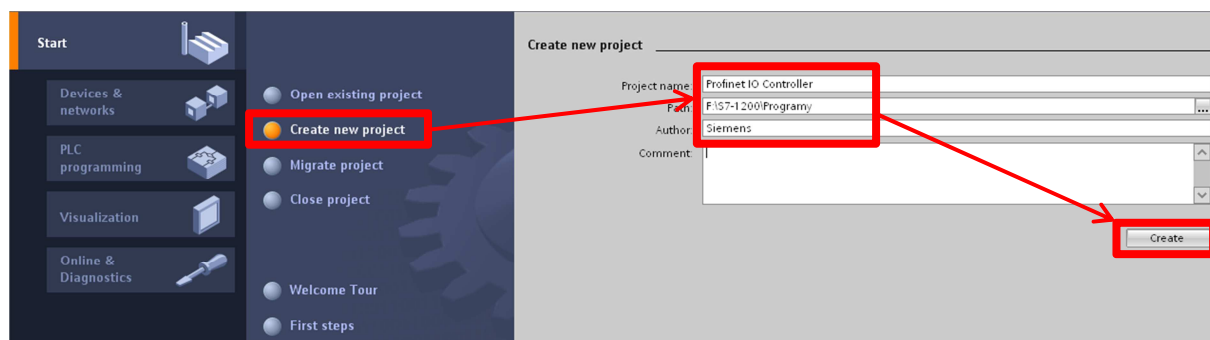 Start
Devices &
networks
PLC
programming
Visualization
Online &
Diagnostics
Open existing project
Create new project
Migrate project
Close project
Welcome Tour
First steps
Create new project
Project name: Profinet IO Controller
Path: F:\S7-1200\Programy ...
Author: Siemens
Comment:
Create